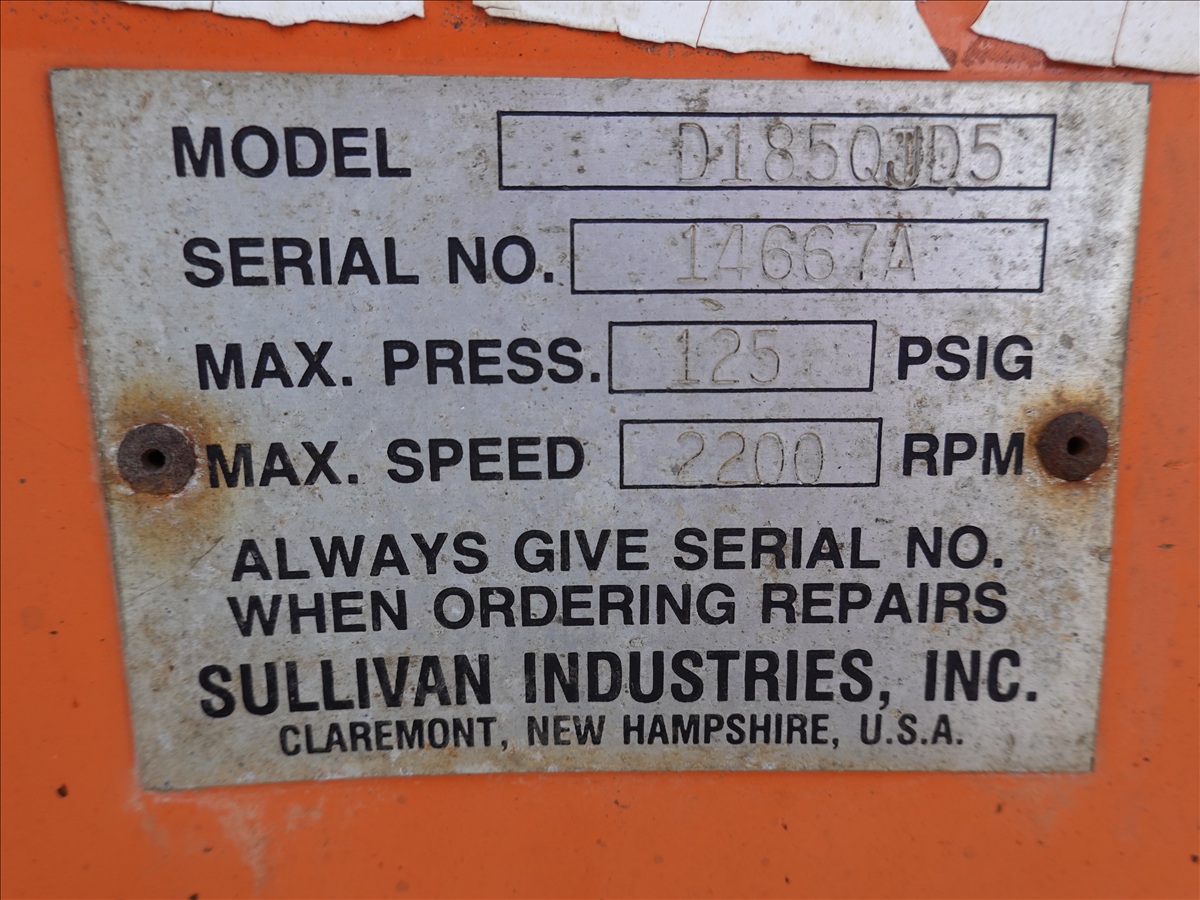 MODEL D185QJD5
SERIAL NO. 14667A
MAX. PRESS. 125 PSIG
MAX. SPEED 2200 RPM
ALWAYS GIVE SERIAL NO.
WHEN ORDERING REPAIRS
SULLIVAN INDUSTRIES, INC.
CLAREMONT, NEW HAMPSHIRE, U.S.A.